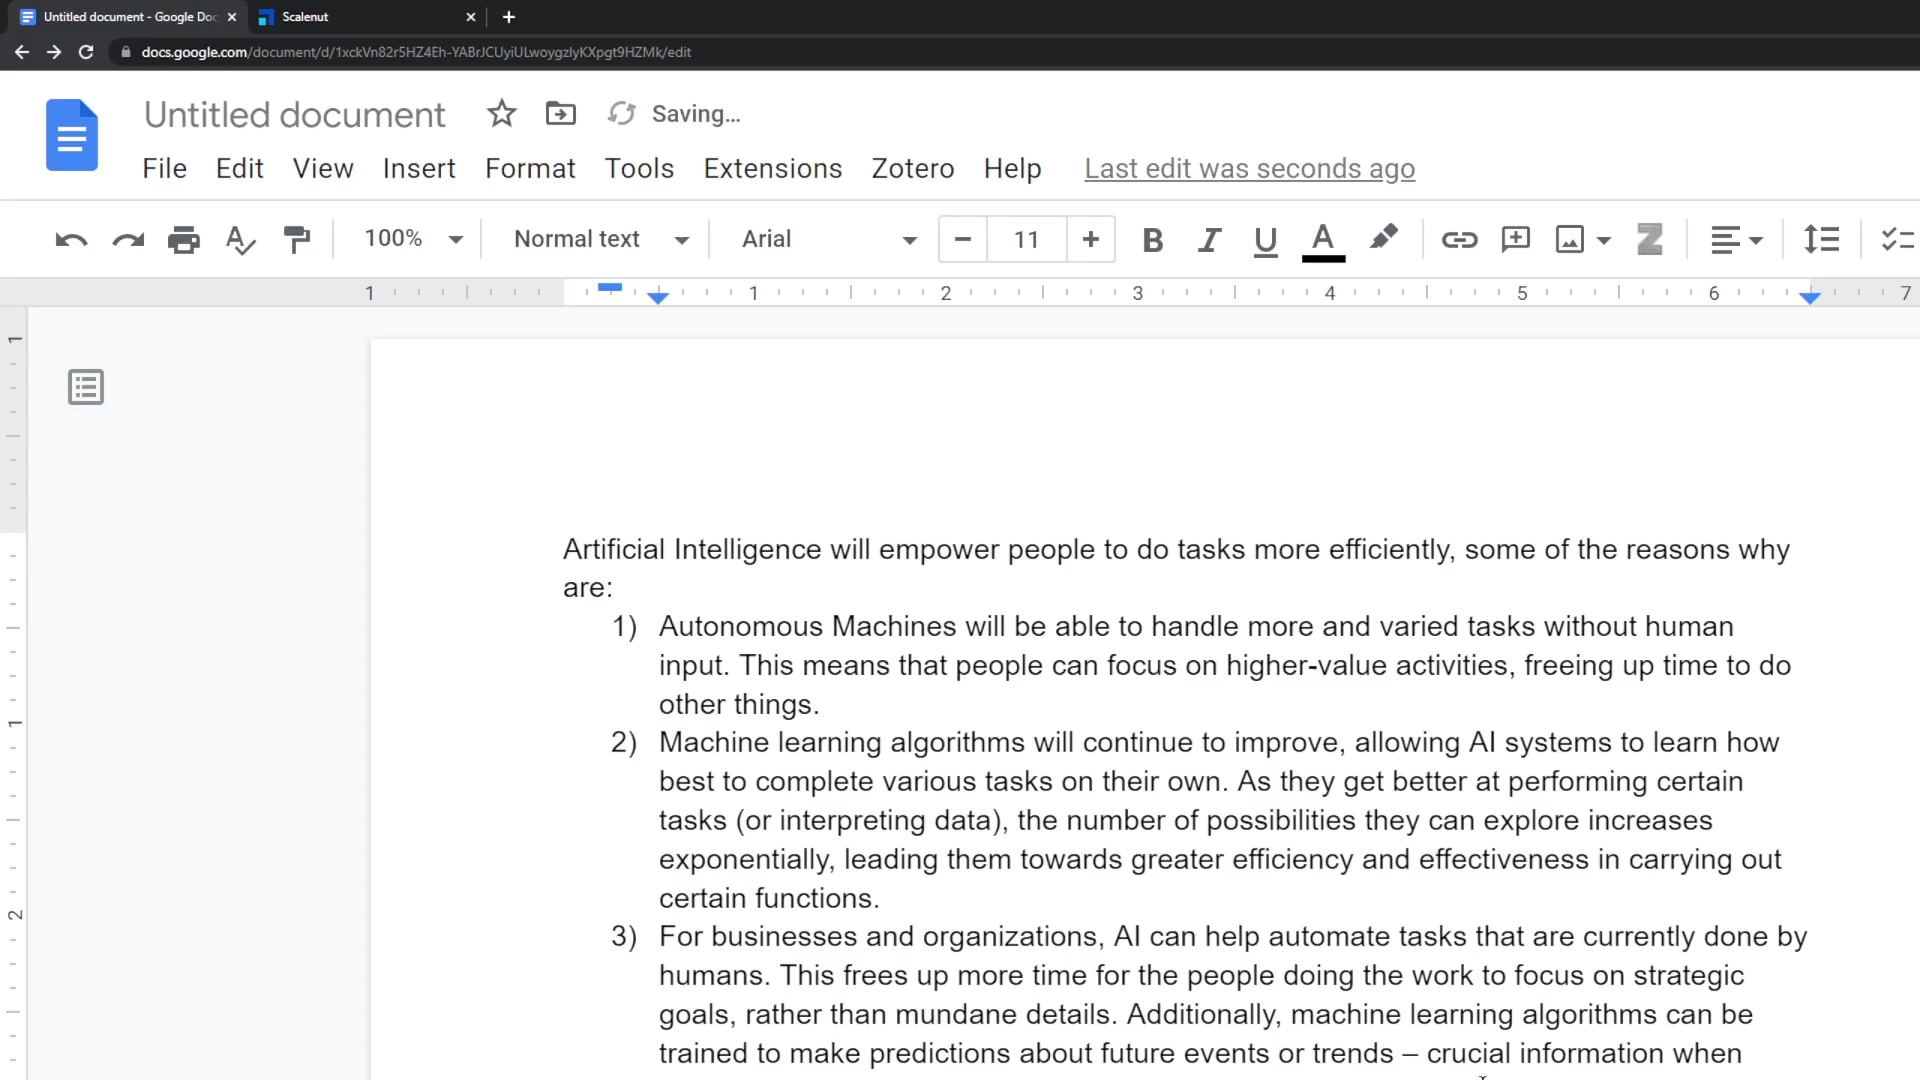 Untitled document - Google Doc
Scalenut
docs.google.com/document/d/1xckVn82r5HZ4Eh-YABrJCUyiULwoygzlyKXpgt9HZMk/edit
Untitled document
Saving…
File Edit View Insert Format Tools Extensions Zotero Help Last edit was seconds ago
100% Normal text Arial 11
1 1 2 3 4 5 6 7
Artificial Intelligence will empower people to do tasks more efficiently, some of the reasons why
are:
1) Autonomous Machines will be able to handle more and varied tasks without human
input. This means that people can focus on higher-value activities, freeing up time to do
other things.
2) Machine learning algorithms will continue to improve, allowing AI systems to learn how
best to complete various tasks on their own. As they get better at performing certain
tasks (or interpreting data), the number of possibilities they can explore increases
exponentially, leading them towards greater efficiency and effectiveness in carrying out
certain functions.
3) For businesses and organizations, AI can help automate tasks that are currently done by
humans. This frees up more time for the people doing the work to focus on strategic
goals, rather than mundane details. Additionally, machine learning algorithms can be
trained to make predictions about future events or trends – crucial information when
1
1
2